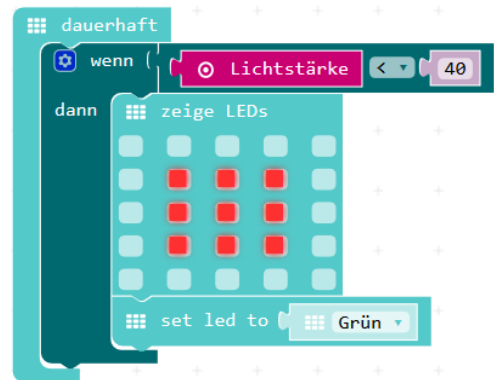 dauerhaft
wenn Lichtstärke < 40
dann zeige LEDs
set led to Grün